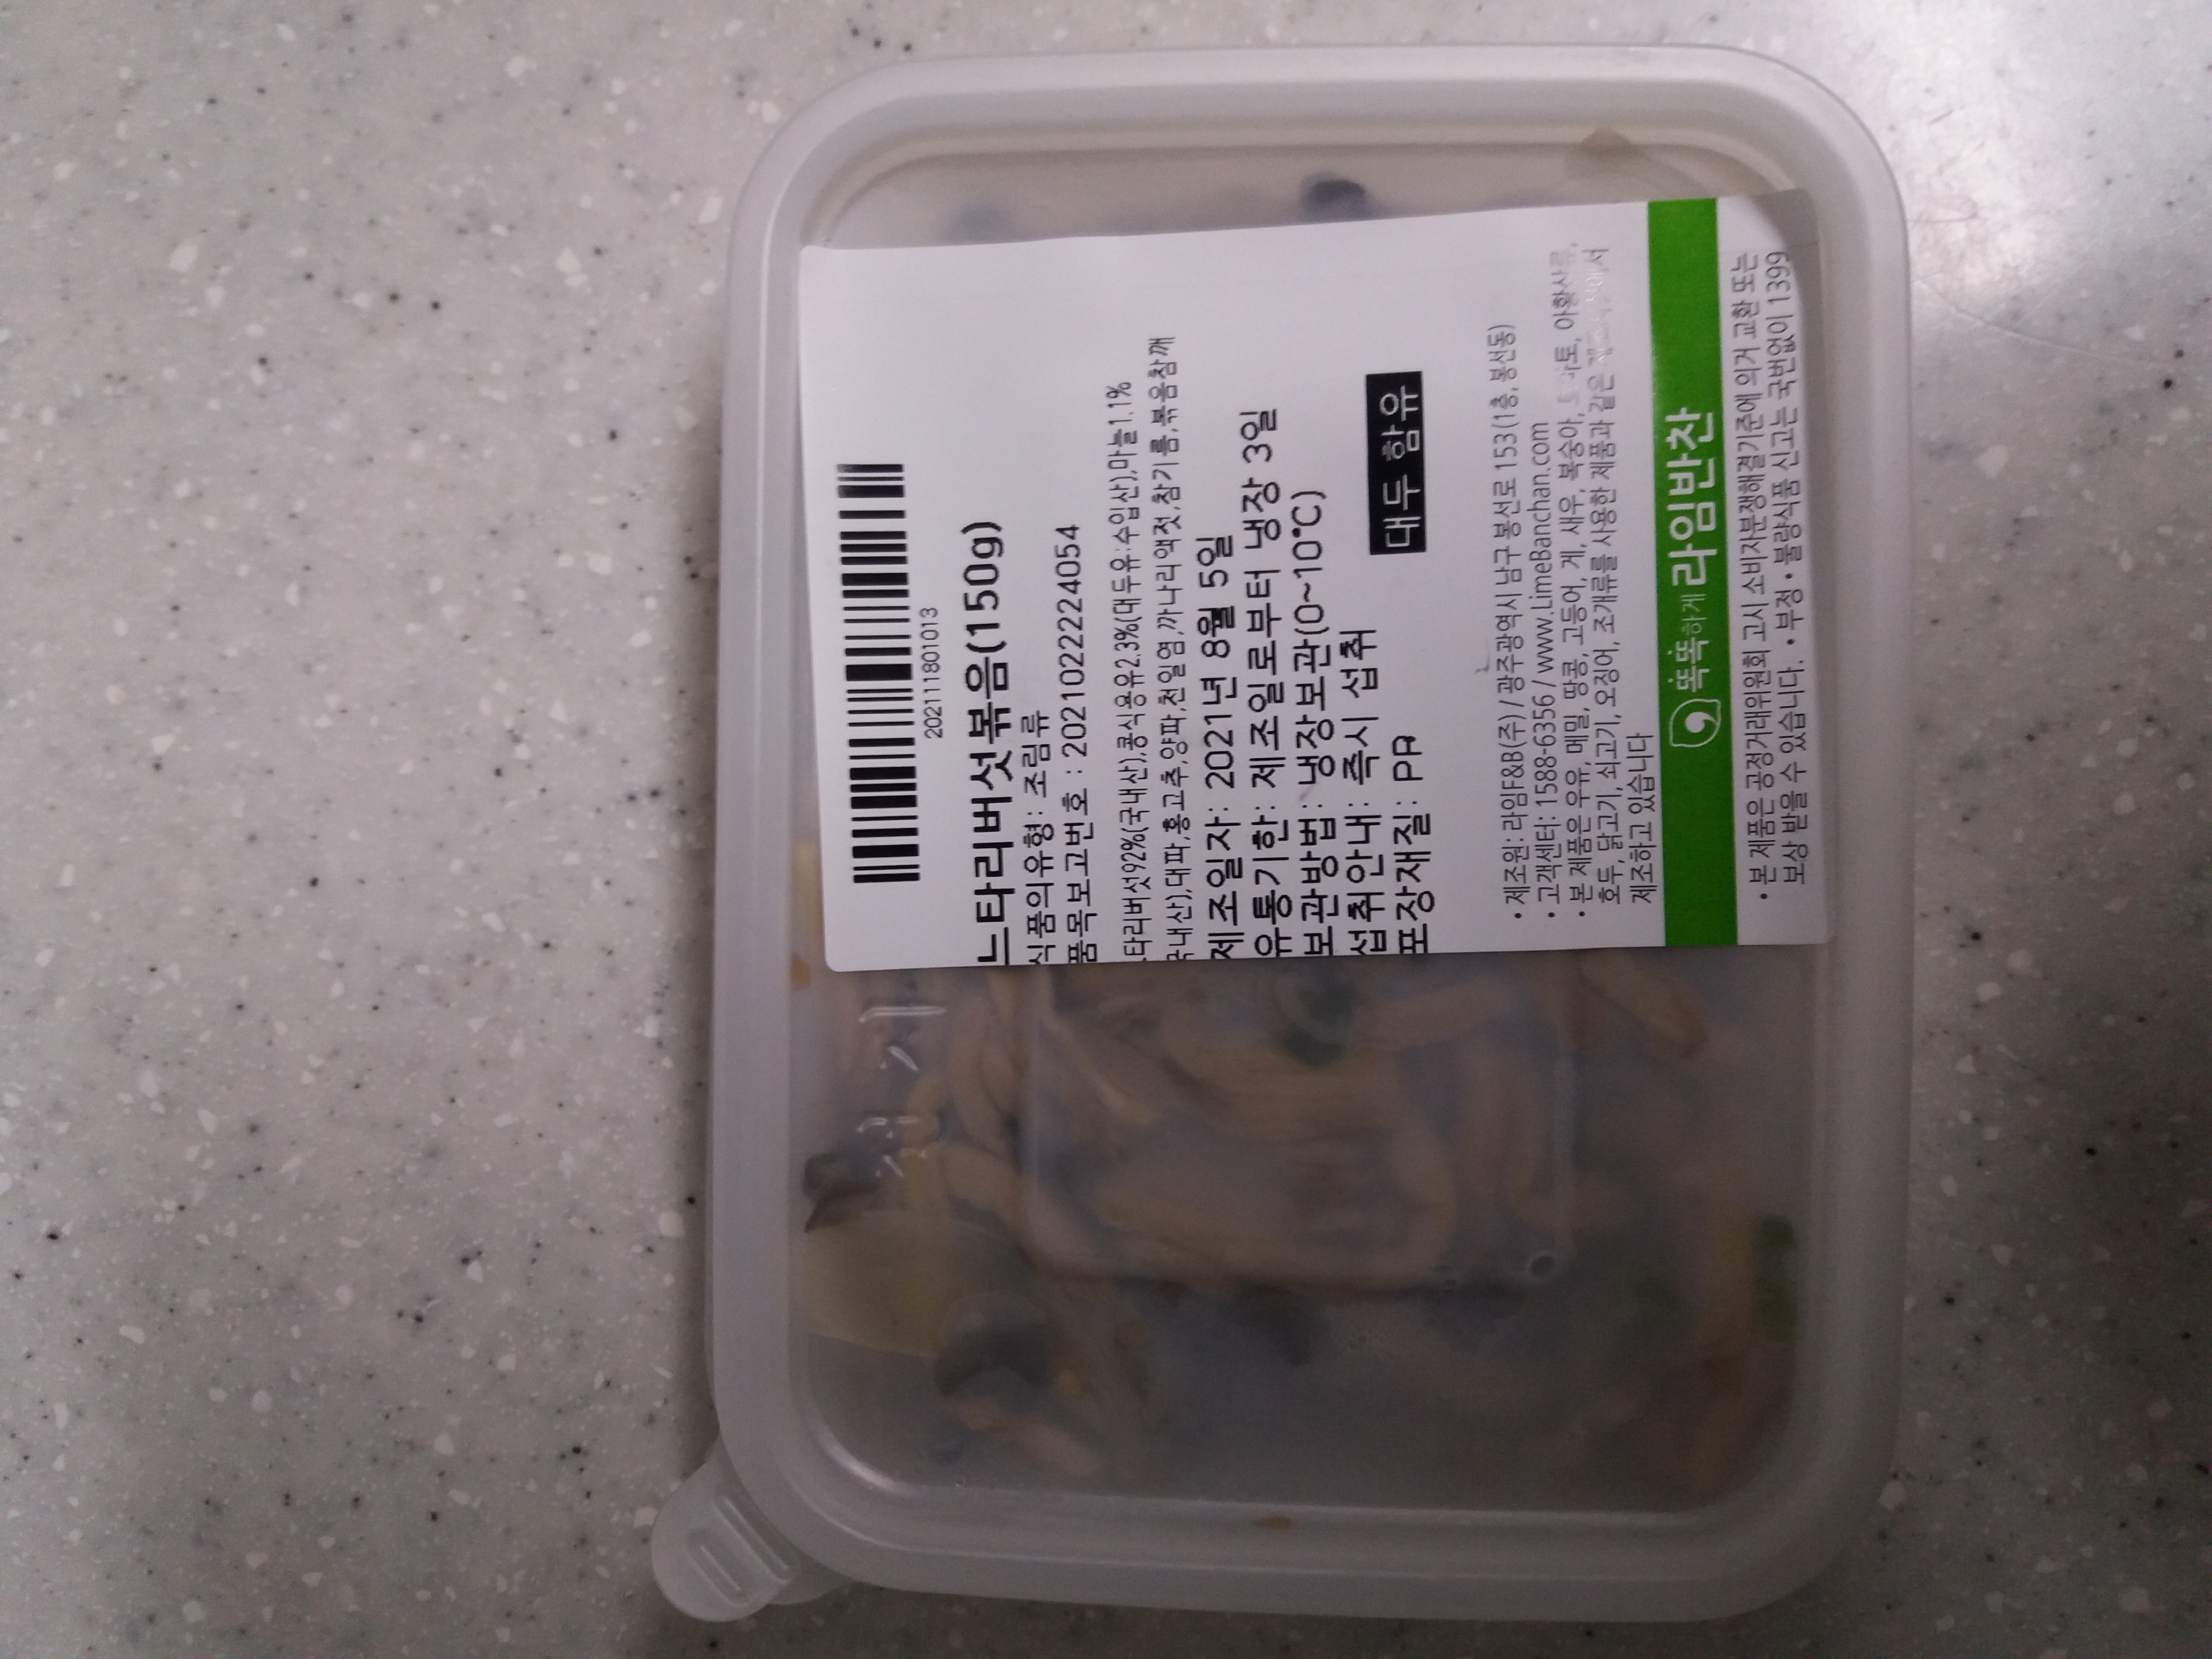 202111801013
느타리버섯볶음(150g)
식품의유형: 조림류
품목보고번호 : 20210222224054
타리버섯92%(국내산),콩식용유2.3%(대두유:수입산),마늘1.1%
국내산),대파,홍고추,양파,천일염,까나리액젓,참기름,볶음참깨
제조일자: 2021년 8월 5일
유통기한: 제조일로부터 냉장 3일
보관방법: 냉장보관(0~10℃)
섭취안내: 즉시 섭취
포장재질: PP
대두 함유
• 제조원: 라임F&B(주) / 광주광역시 남구 봉선로 153(1층, 봉선동)
• 고객센터: 1588-6356 / www.LimeBanchan.com
• 본 제품은 우유, 메밀, 땅콩, 고등어, 게, 새우, 복숭아, 토마토, 아황산류,
호두, 닭고기, 쇠고기, 오징어, 조개류를 사용한 제품과 같은
제조하고 있습니다
똑똑하게 라임반찬
• 본 제품은 공정거래위원회 고시 소비자분쟁해결기준에 의거 교환 또는
보상 받을 수 있습니다. • 부정 • 불량식품 신고는 국번없이 1399